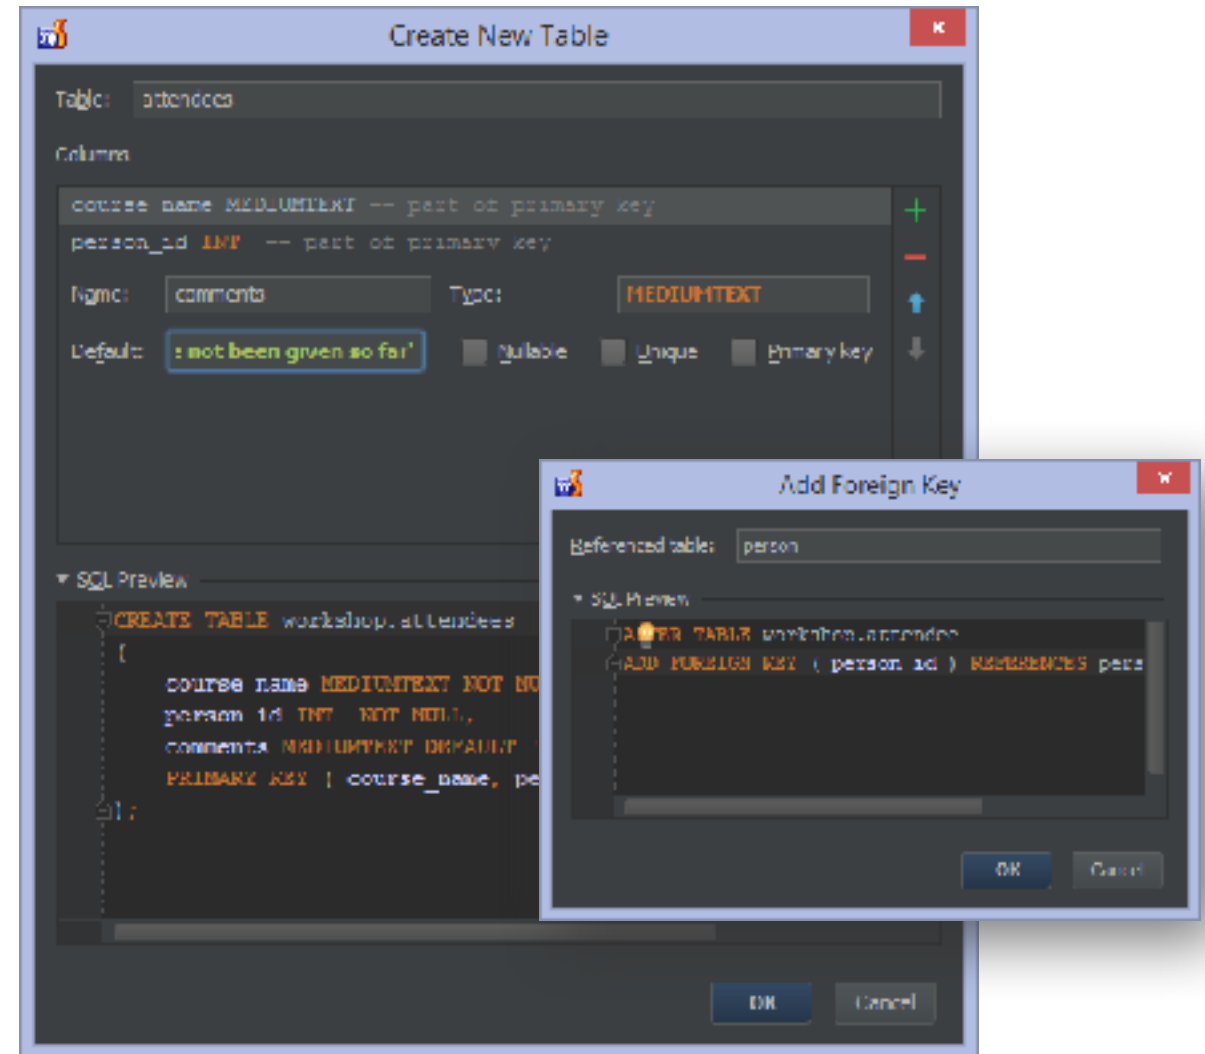 Create New Table
Table: attendees
Columns
course_name MEDIUMTEXT -- part of primary key
person_id INT -- part of primary key
Name: comments Type: MEDIUMTEXT
Default: not been given so far' Nullable Unique Primary key
SQL Preview
CREATE TABLE workshop.attendees
(
course_name MEDIUMTEXT NOT NU
person_id INT NOT NULL,
comments MEDIUMTEXT DEFAULT '
PRIMARY KEY ( course_name, pe
);
OK Cancel
Add Foreign Key
Referenced table: person
SQL Preview
TABLE workshop.attendee
ADD FOREIGN KEY ( person_id ) REFERENCES pers
OK Cancel